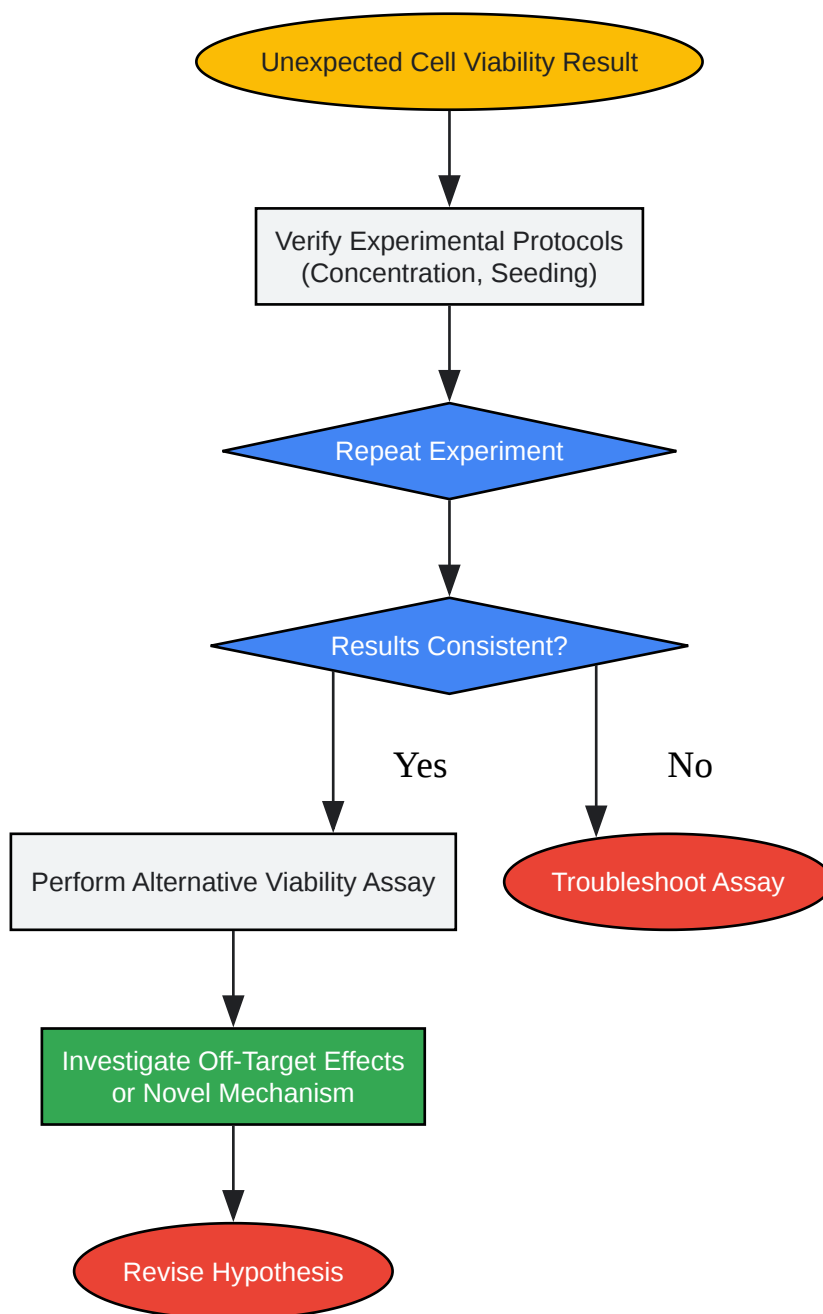 Unexpected Cell Viability Result
Verify Experimental Protocols
(Concentration, Seeding)
Repeat Experiment
Results Consistent?
Yes
No
Perform Alternative Viability Assay
Troubleshoot Assay
Investigate Off-Target Effects
or Novel Mechanism
Revise Hypothesis